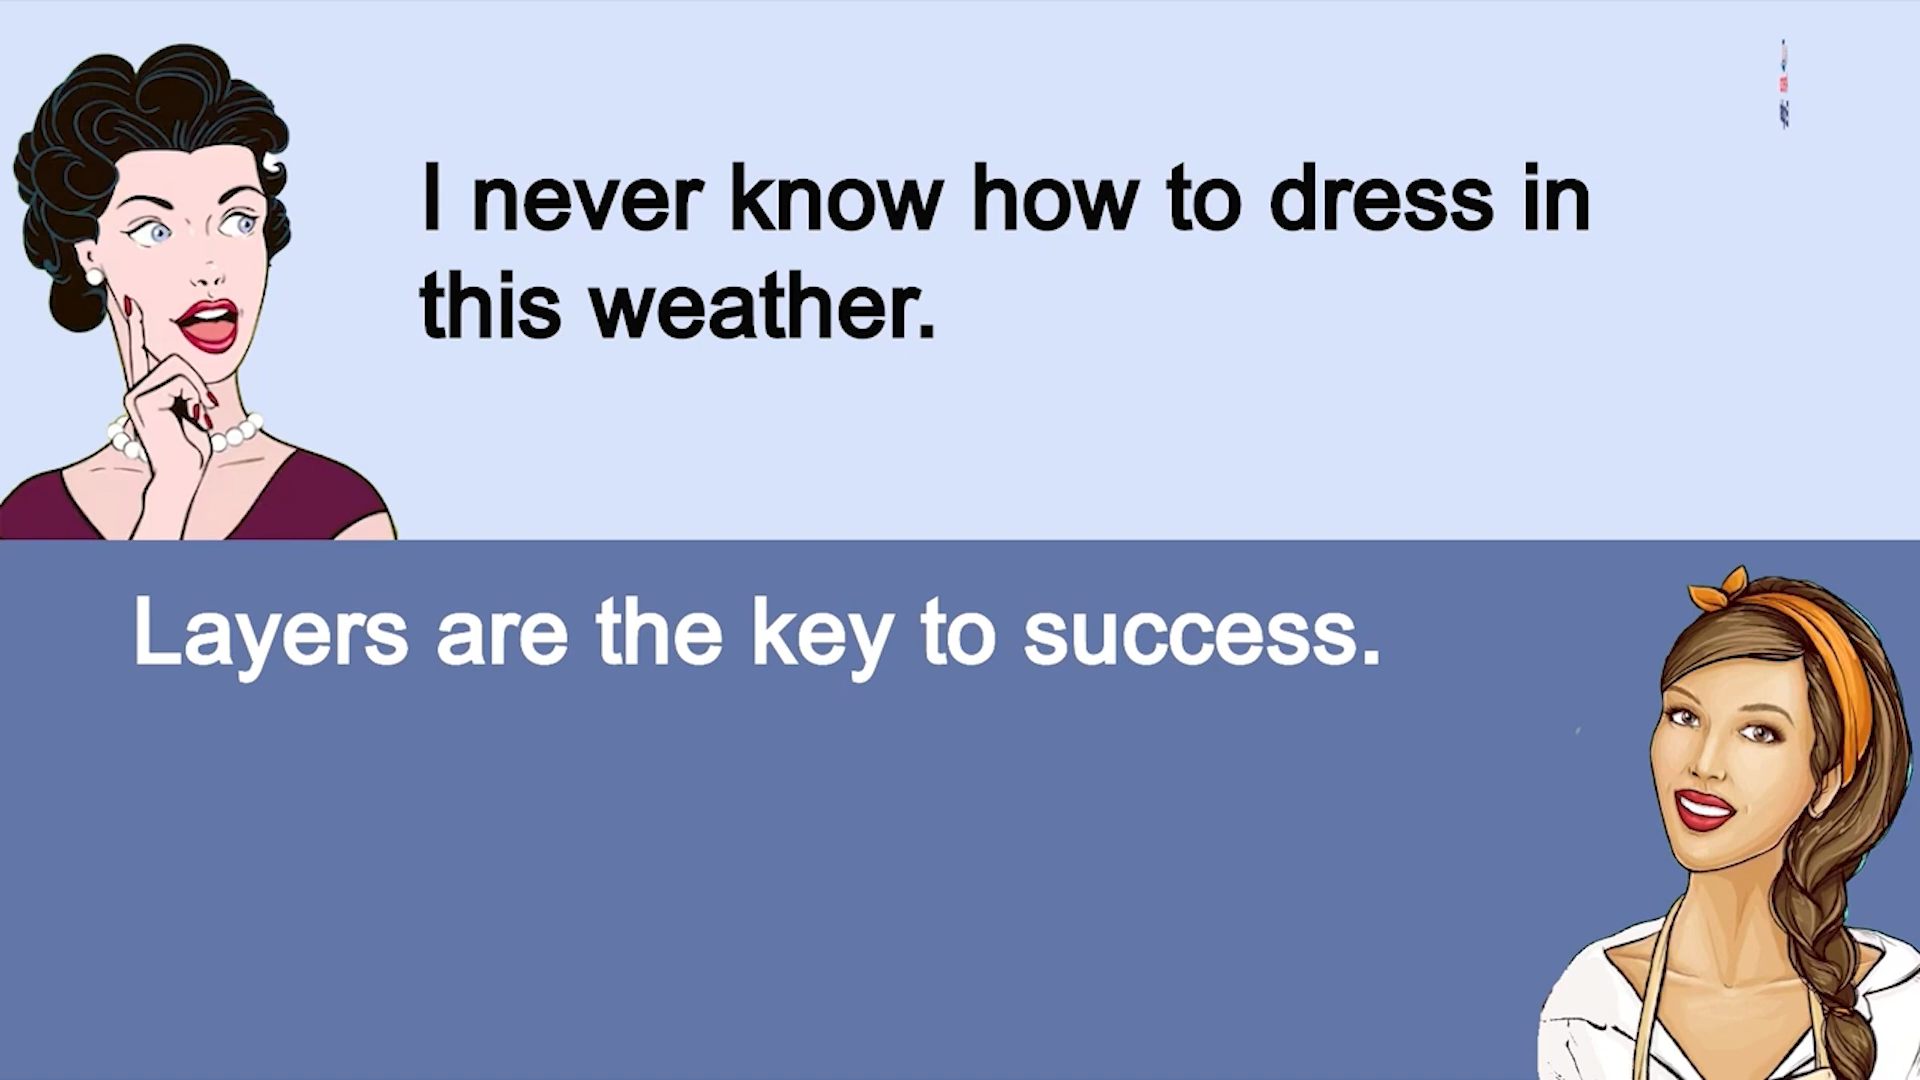 I never know how to dress in
this weather.
Layers are the key to success.